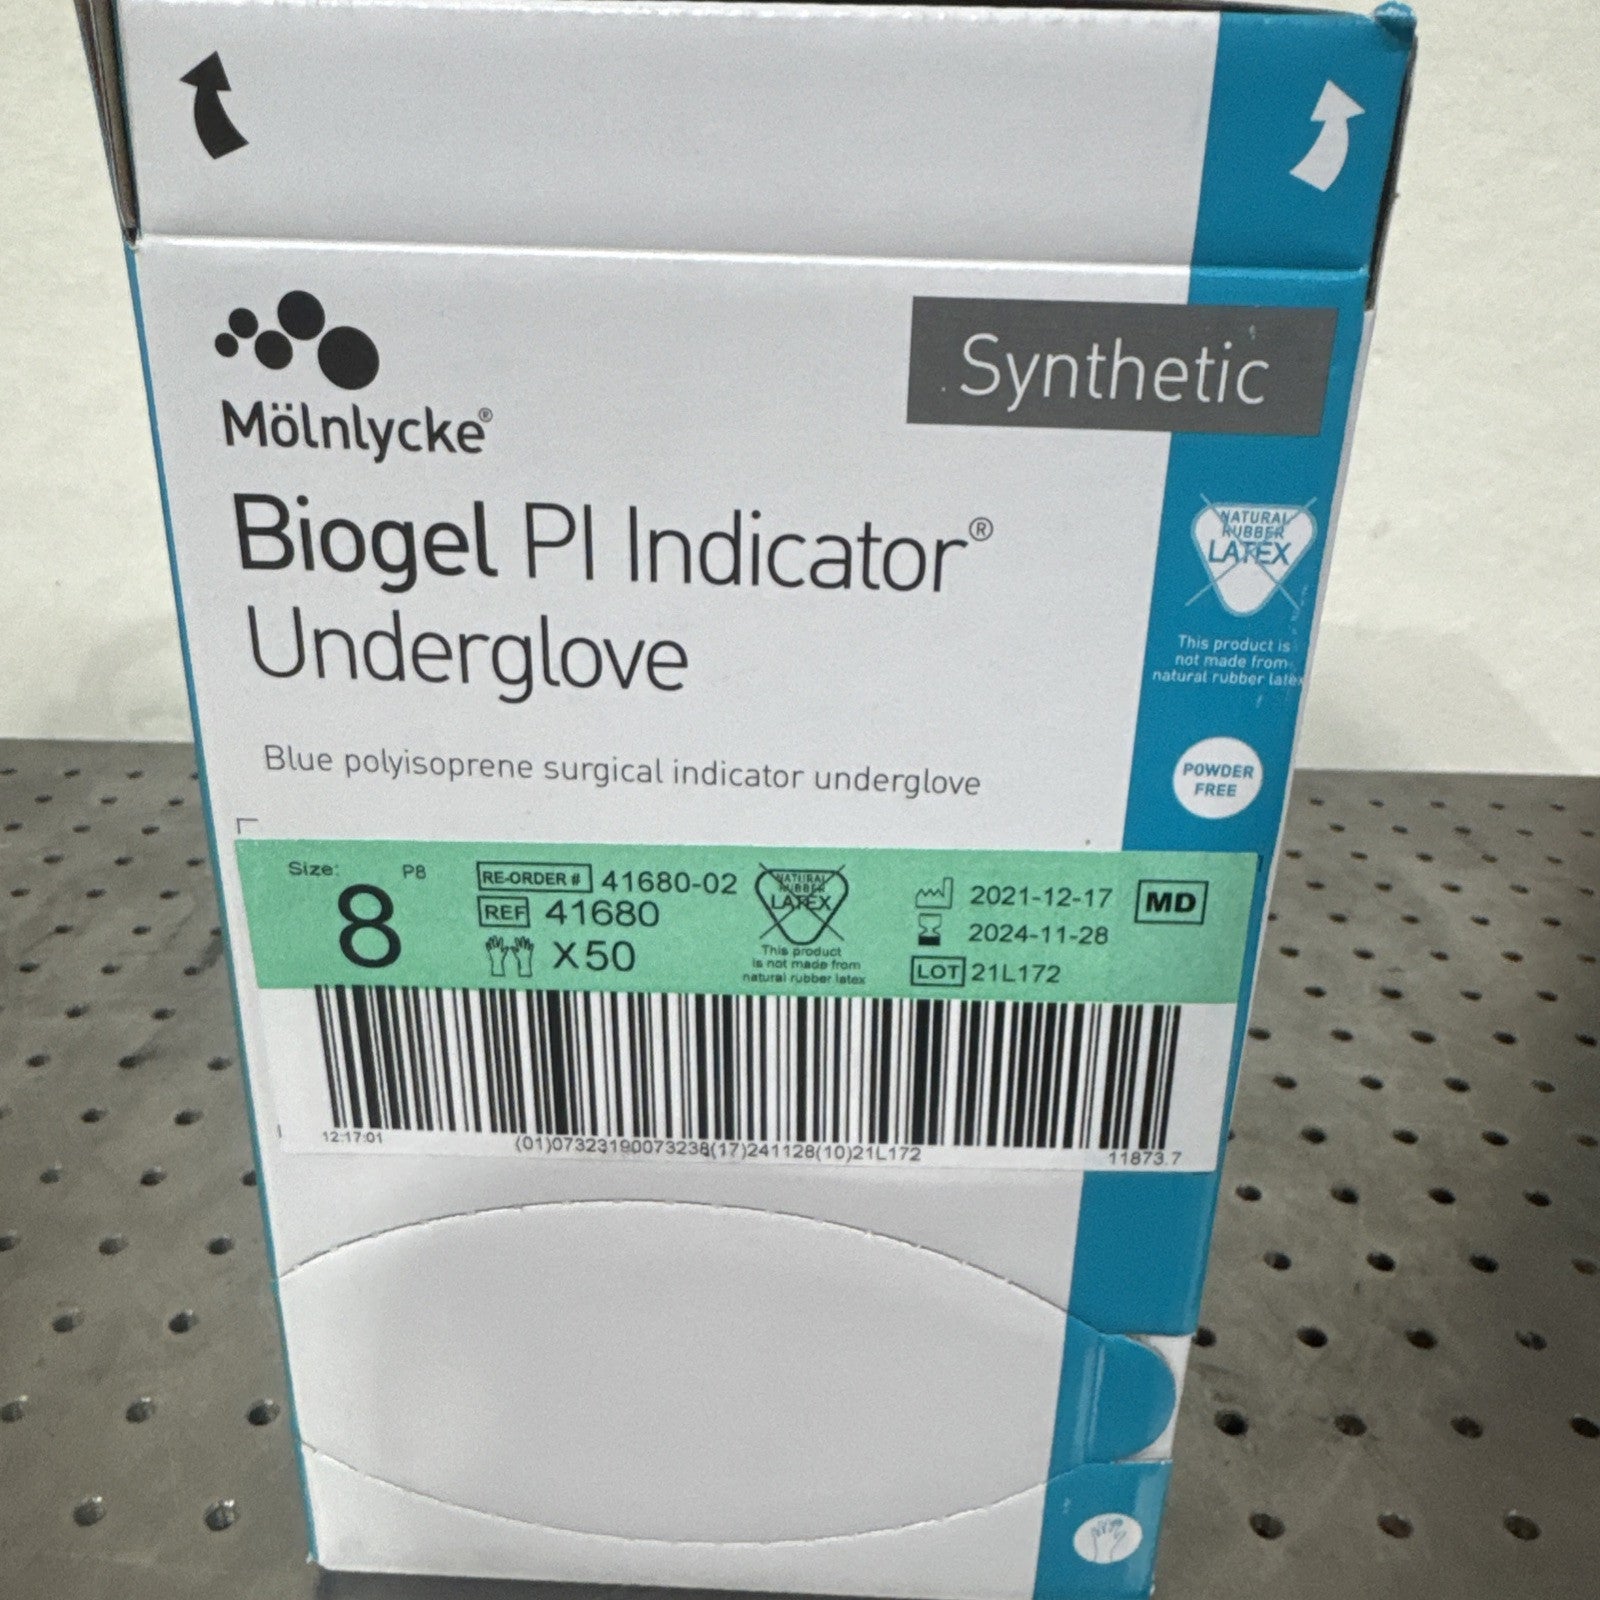 Synthetic
Mölnlycke®
Biogel PI Indicator®
Underglove
NATURAL
RUBBER
LATEX
This product is
not made from
natural rubber latex
Blue polyisoprene surgical indicator underglove
POWDER
FREE
Size: P8
8
RE-ORDER # 41680-02
REF 41680
X50
NATURAL
RUBBER
LATEX
This product
is not made from
natural rubber latex
2021-12-17
2024-11-28
LOT 21L172
MD
12:17:01
(01)07323190073238(17)241128(10)21L172
11873.7